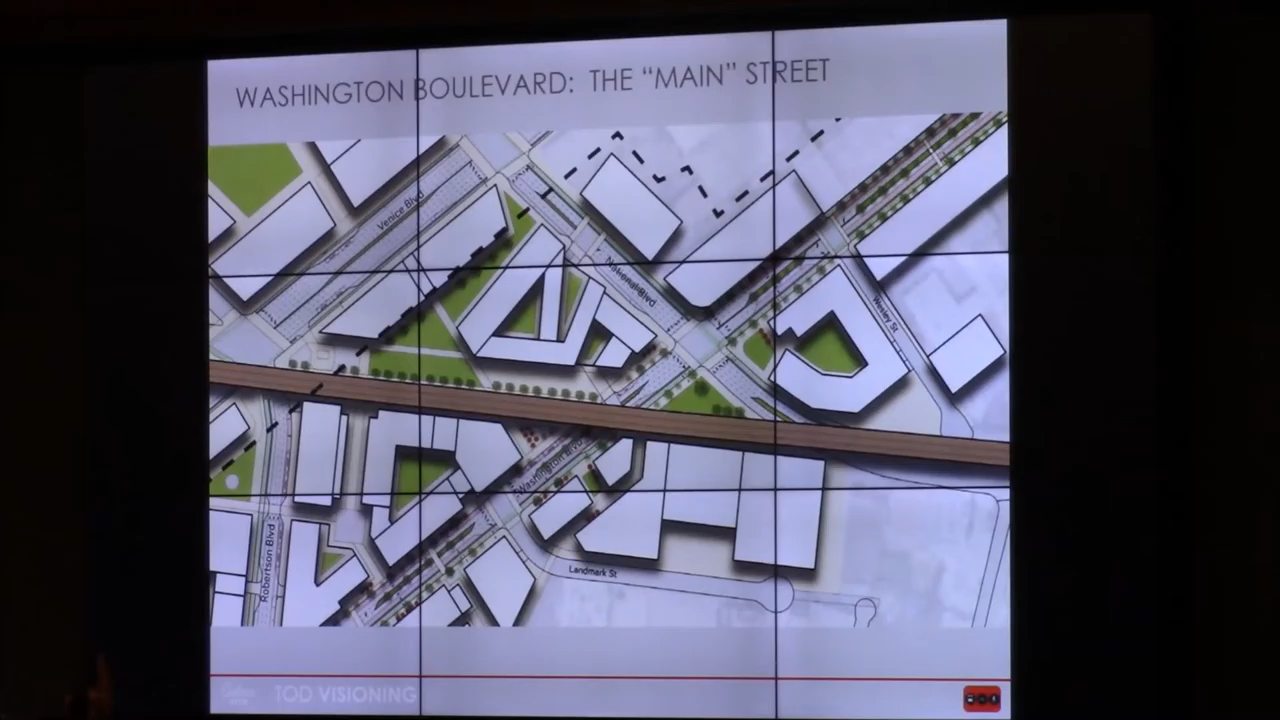 WASHINGTON BOULEVARD: THE “MAIN” STREET
Venice Blvd
National Blvd
Wesley St
Washington Blvd
Robertson Blvd
Landmark St
TOD VISIONING